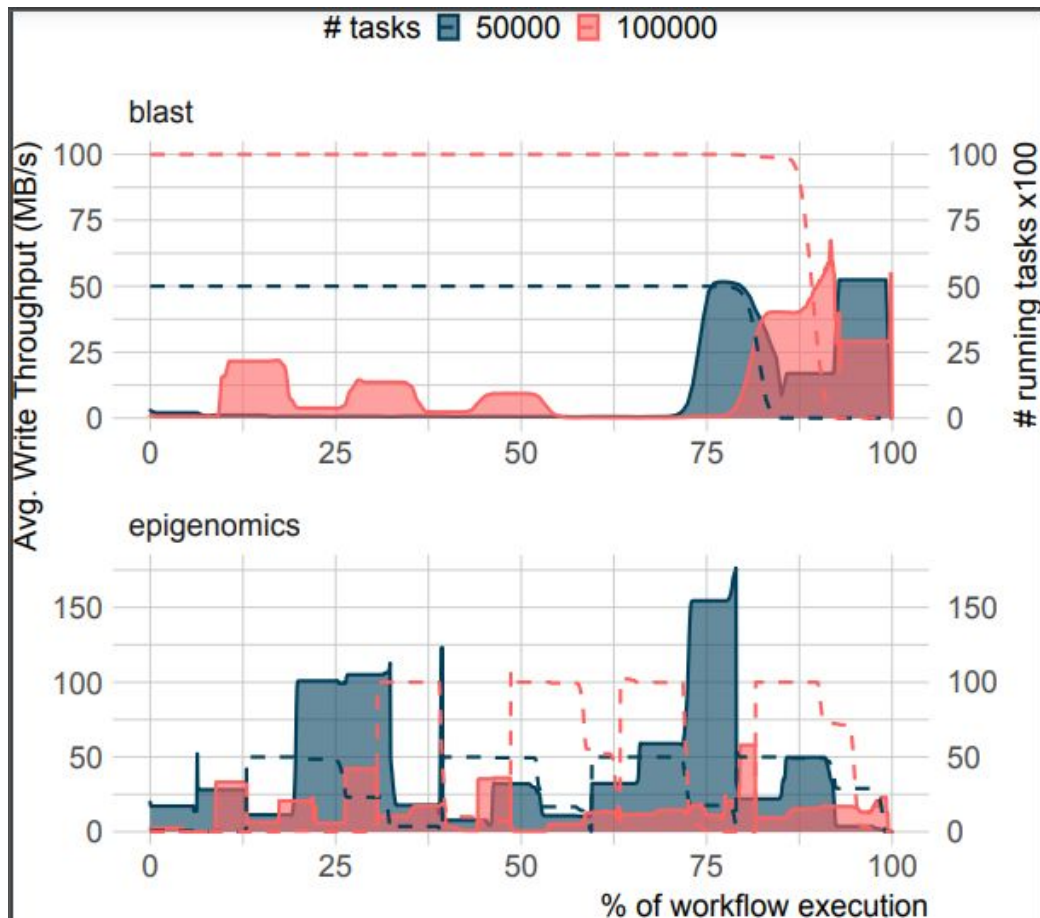 # tasks 50000 100000
blast
Avg. Write Throughput (MB/s)
100
75
50
25
0
100
75
50
25
0
# running tasks x100
0 25 50 75 100
epigenomics
150
100
50
0
150
100
50
0
0 25 50 75 100
% of workflow execution